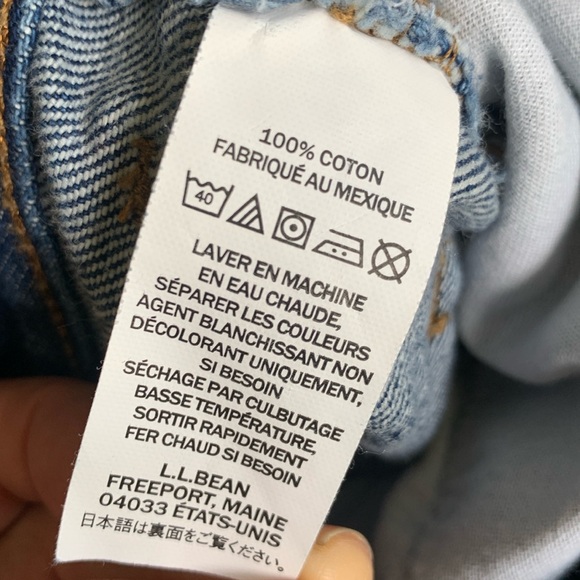 100% COTON
FABRIQUÉ AU MEXIQUE
40
LAVER EN MACHINE
EN EAU CHAUDE,
SÉPARER LES COULEURS
AGENT BLANCHISSANT NON
DÉCOLORANT UNIQUEMENT,
SI BESOIN
SÉCHAGE PAR CULBUTAGE
BASSE TEMPÉRATURE,
SORTIR RAPIDEMENT
FER CHAUD SI BESOIN
L.L.BEAN
FREEPORT, MAINE
04033 ÉTATS-UNIS
日本語は裏面をご覧ください。